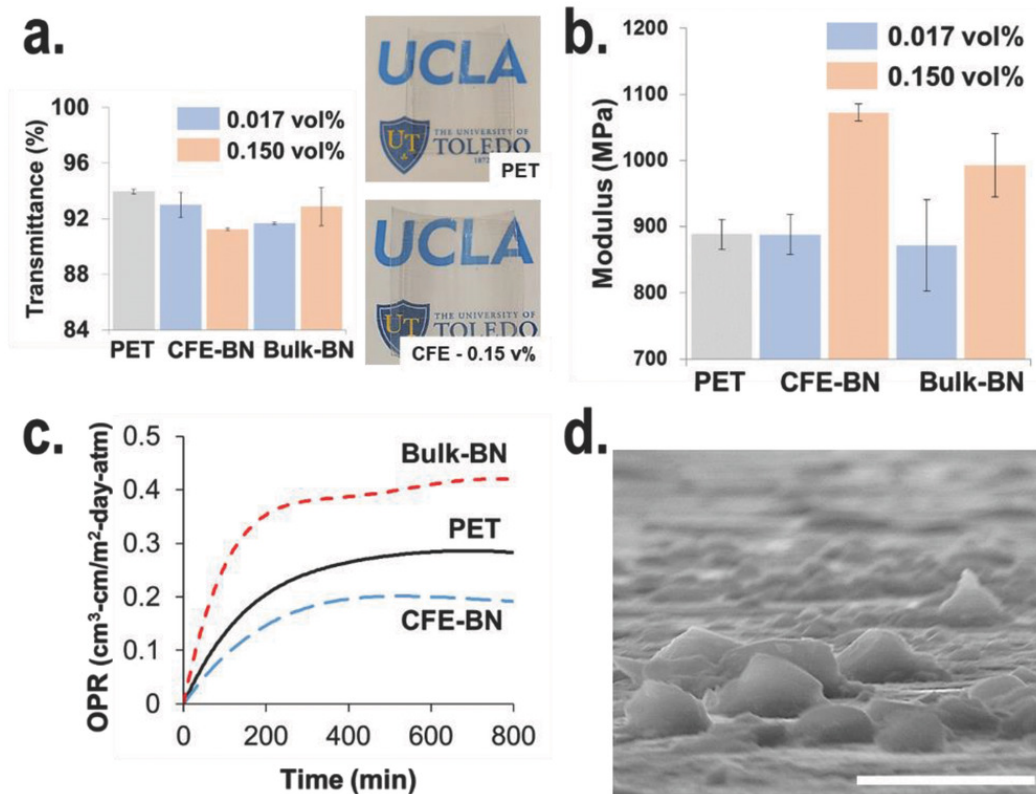 a.
Transmittance (%)
100
96
92
88
84
0.017 vol%
0.150 vol%
PET
CFE-BN
Bulk-BN
UCLA
UT
THE UNIVERSITY OF
TOLEDO
1872
PET
UCLA
UT
THE UNIVERSITY OF
TOLEDO
CFE - 0.15 v%
b.
Modulus (MPa)
1200
1100
1000
900
800
700
0.017 vol%
0.150 vol%
PET
CFE-BN
Bulk-BN
c.
OPR (cm³-cm/m²-day-atm)
0.5
0.4
0.3
0.2
0.1
0
Bulk-BN
PET
CFE-BN
0
200
400
600
800
Time (min)
d.